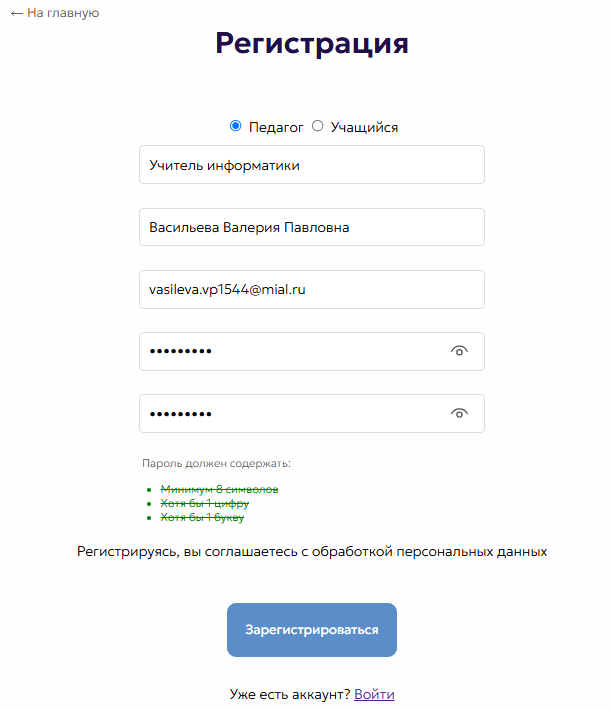 ← На главную
Регистрация
Педагог Учащийся
Учитель информатики
Васильева Валерия Павловна
vasileva.vp1544@mial.ru
•••••••••
•••••••••
Пароль должен содержать:
• Минимум 8 символов
• Хотя бы 1 цифру
• Хотя бы 1 букву
Регистрируясь, вы соглашаетесь с обработкой персональных данных
Зарегистрироваться
Уже есть аккаунт? Войти